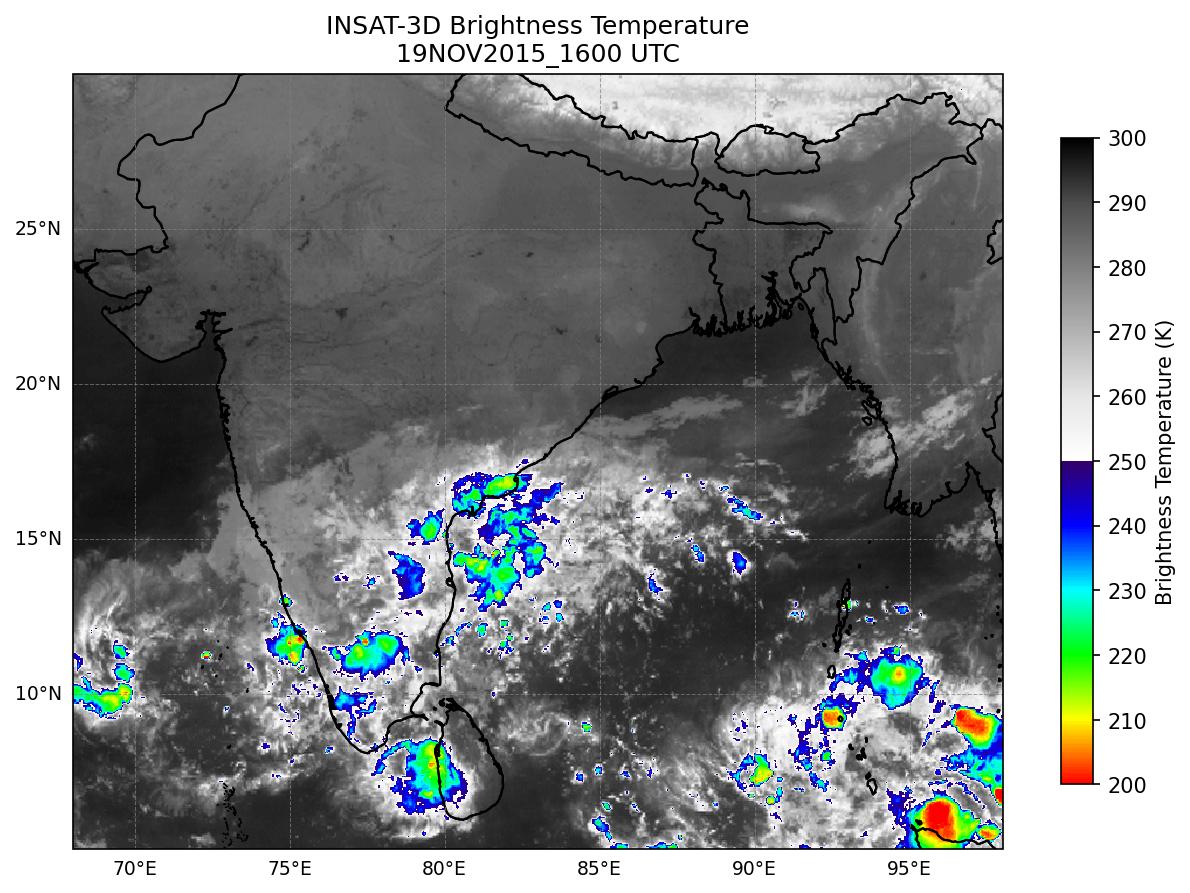 INSAT-3D Brightness Temperature
19NOV2015_1600 UTC
25°N
20°N
15°N
10°N
70°E
75°E
80°E
85°E
90°E
95°E
300
290
280
270
260
250
240
230
220
210
200
Brightness Temperature (K)